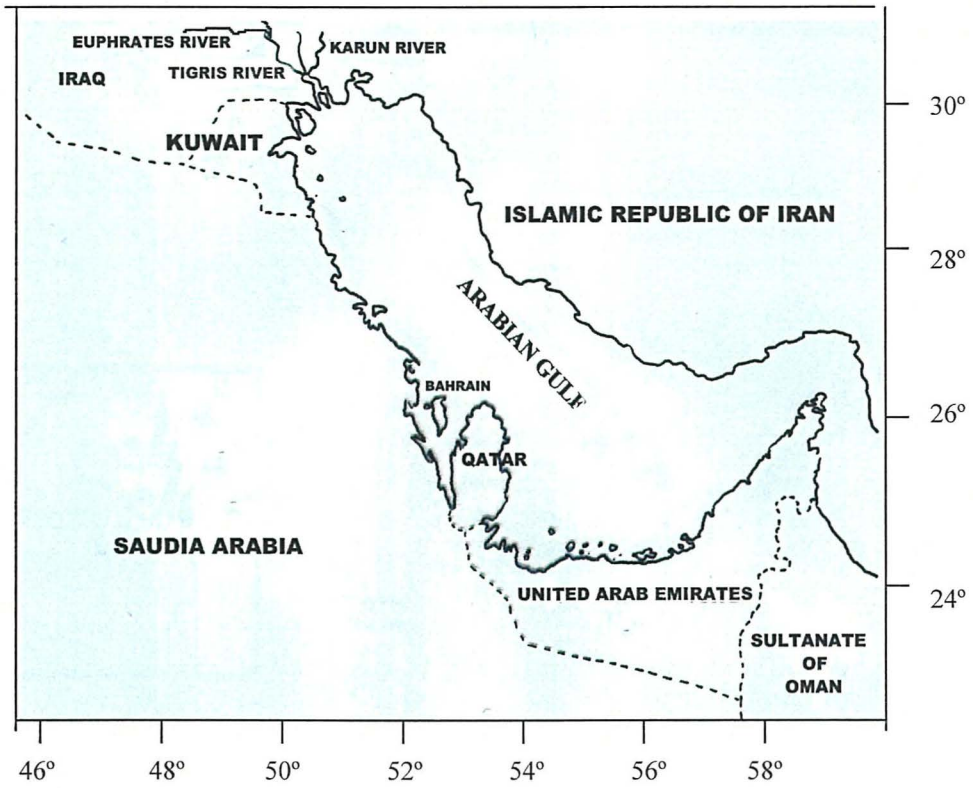 EUPHRATES RIVER
KARUN RIVER
TIGRIS RIVER
IRAQ
30º
KUWAIT
ISLAMIC REPUBLIC OF IRAN
28º
ARABIAN GULF
BAHRAIN
26º
QATAR
SAUDIA ARABIA
UNITED ARAB EMIRATES
24º
SULTANATE
OF
OMAN
46º 48º 50º 52º 54º 56º 58º